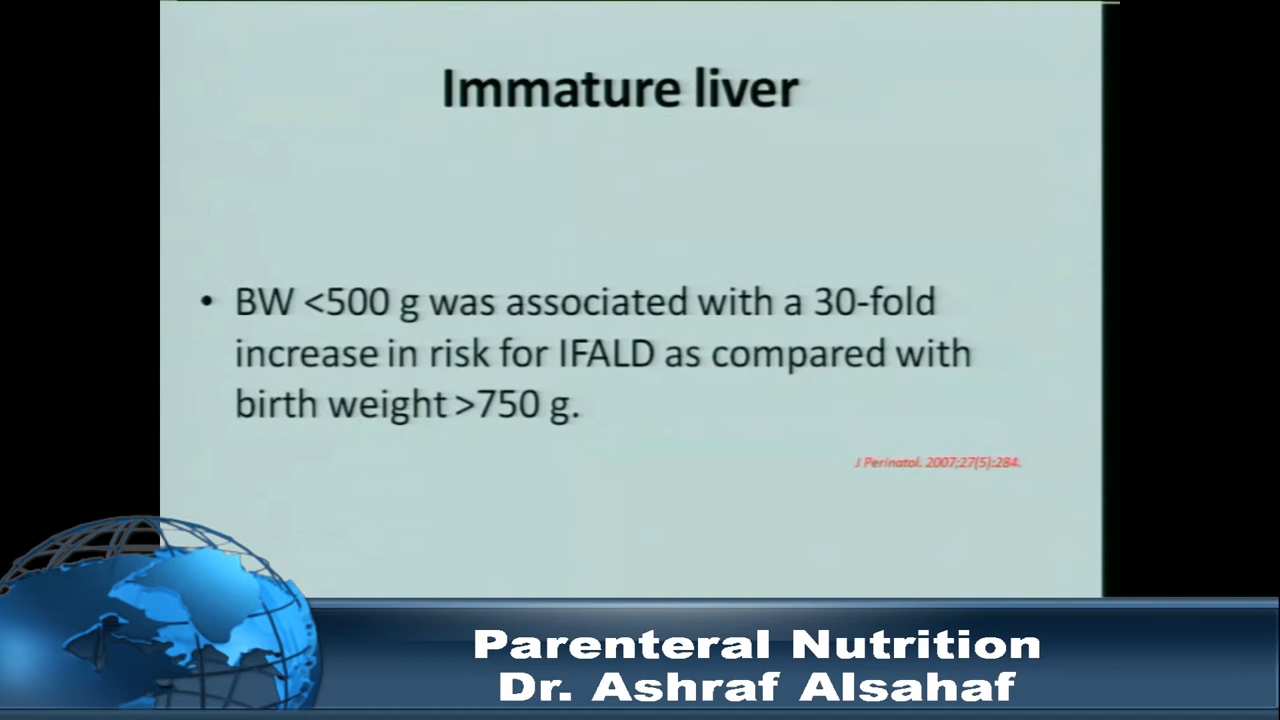 Immature liver
• BW <500 g was associated with a 30-fold
increase in risk for IFALD as compared with
birth weight >750 g.
J Perinatol. 2007;27(5):284.
Parenteral Nutrition
Dr. Ashraf Alsahaf